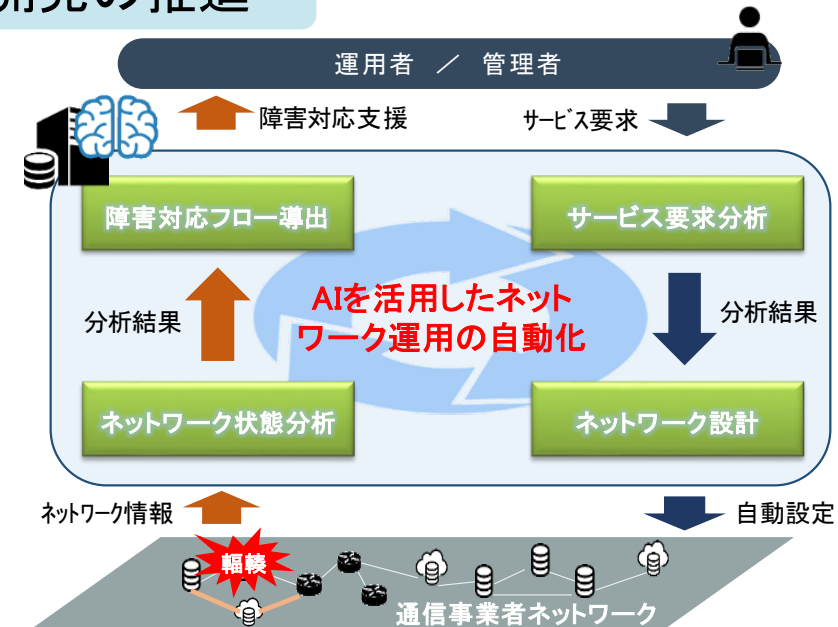 開発の推進
運用者 ／ 管理者
障害対応支援
サービス要求
障害対応フロー導出
サービス要求分析
分析結果
AIを活用したネット
ワーク運用の自動化
分析結果
ネットワーク状態分析
ネットワーク設計
ネットワーク情報
自動設定
輻輳
通信事業者ネットワーク